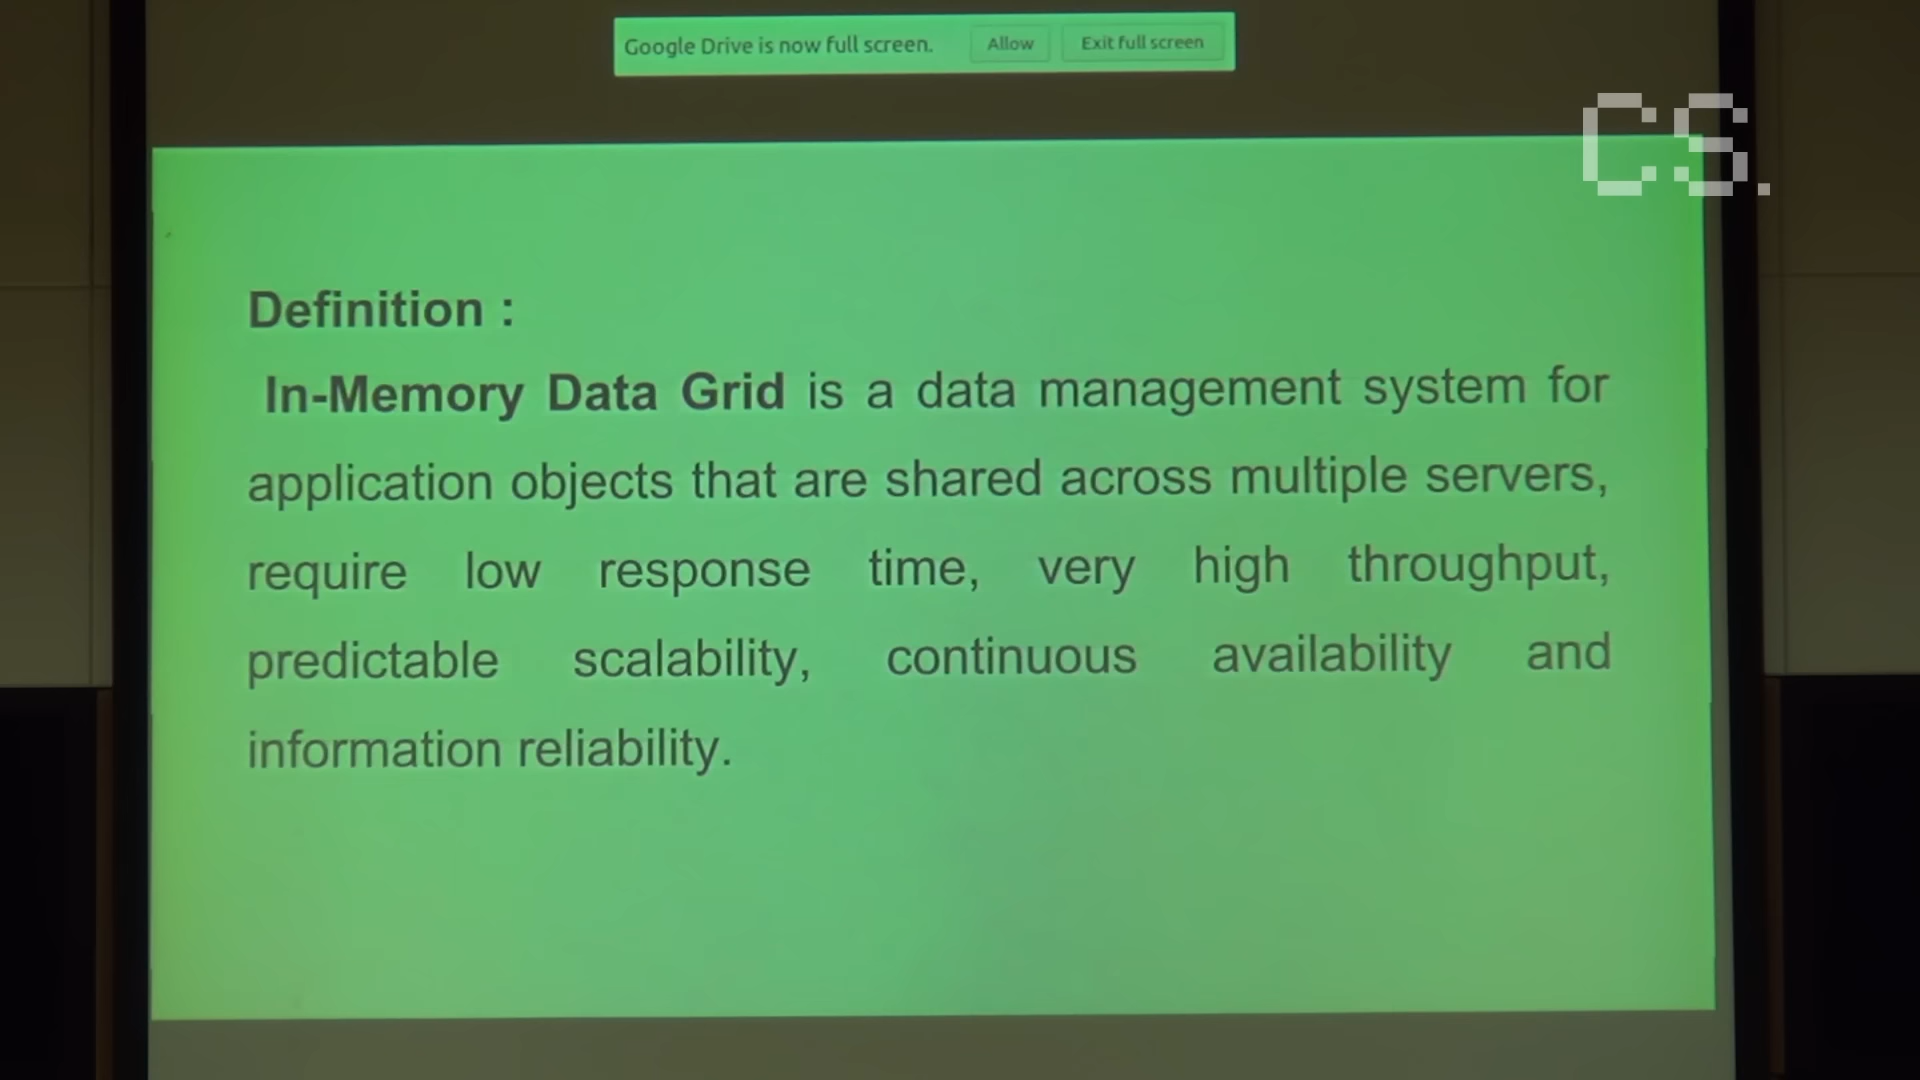 Google Drive is now full screen. Allow Exit full screen
CS.
Definition :
In-Memory Data Grid is a data management system for
application objects that are shared across multiple servers,
require low response time, very high throughput,
predictable scalability, continuous availability and
information reliability.